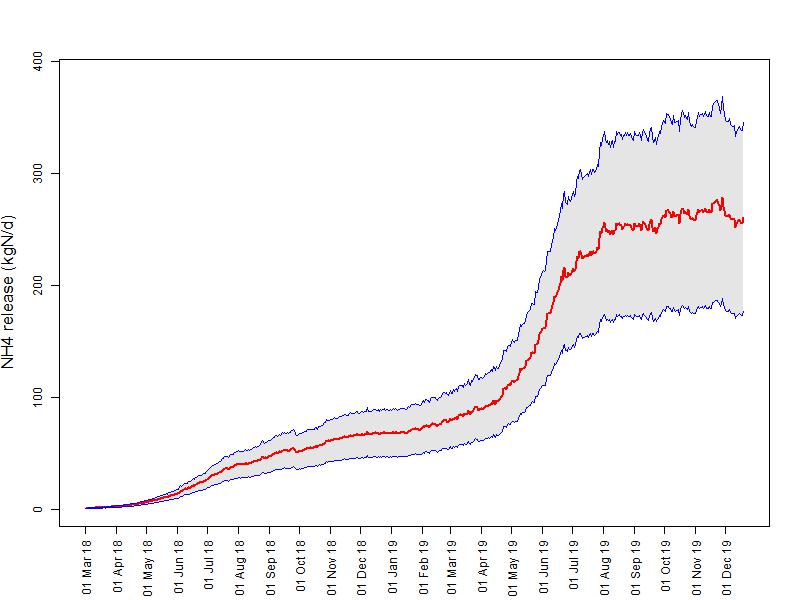 NH4 release (kgN/d)
400
300
200
100
0
01 Mar 18
01 Apr 18
01 May 18
01 Jun 18
01 Jul 18
01 Aug 18
01 Sep 18
01 Oct 18
01 Nov 18
01 Dec 18
01 Jan 19
01 Feb 19
01 Mar 19
01 Apr 19
01 May 19
01 Jun 19
01 Jul 19
01 Aug 19
01 Sep 19
01 Oct 19
01 Nov 19
01 Dec 19